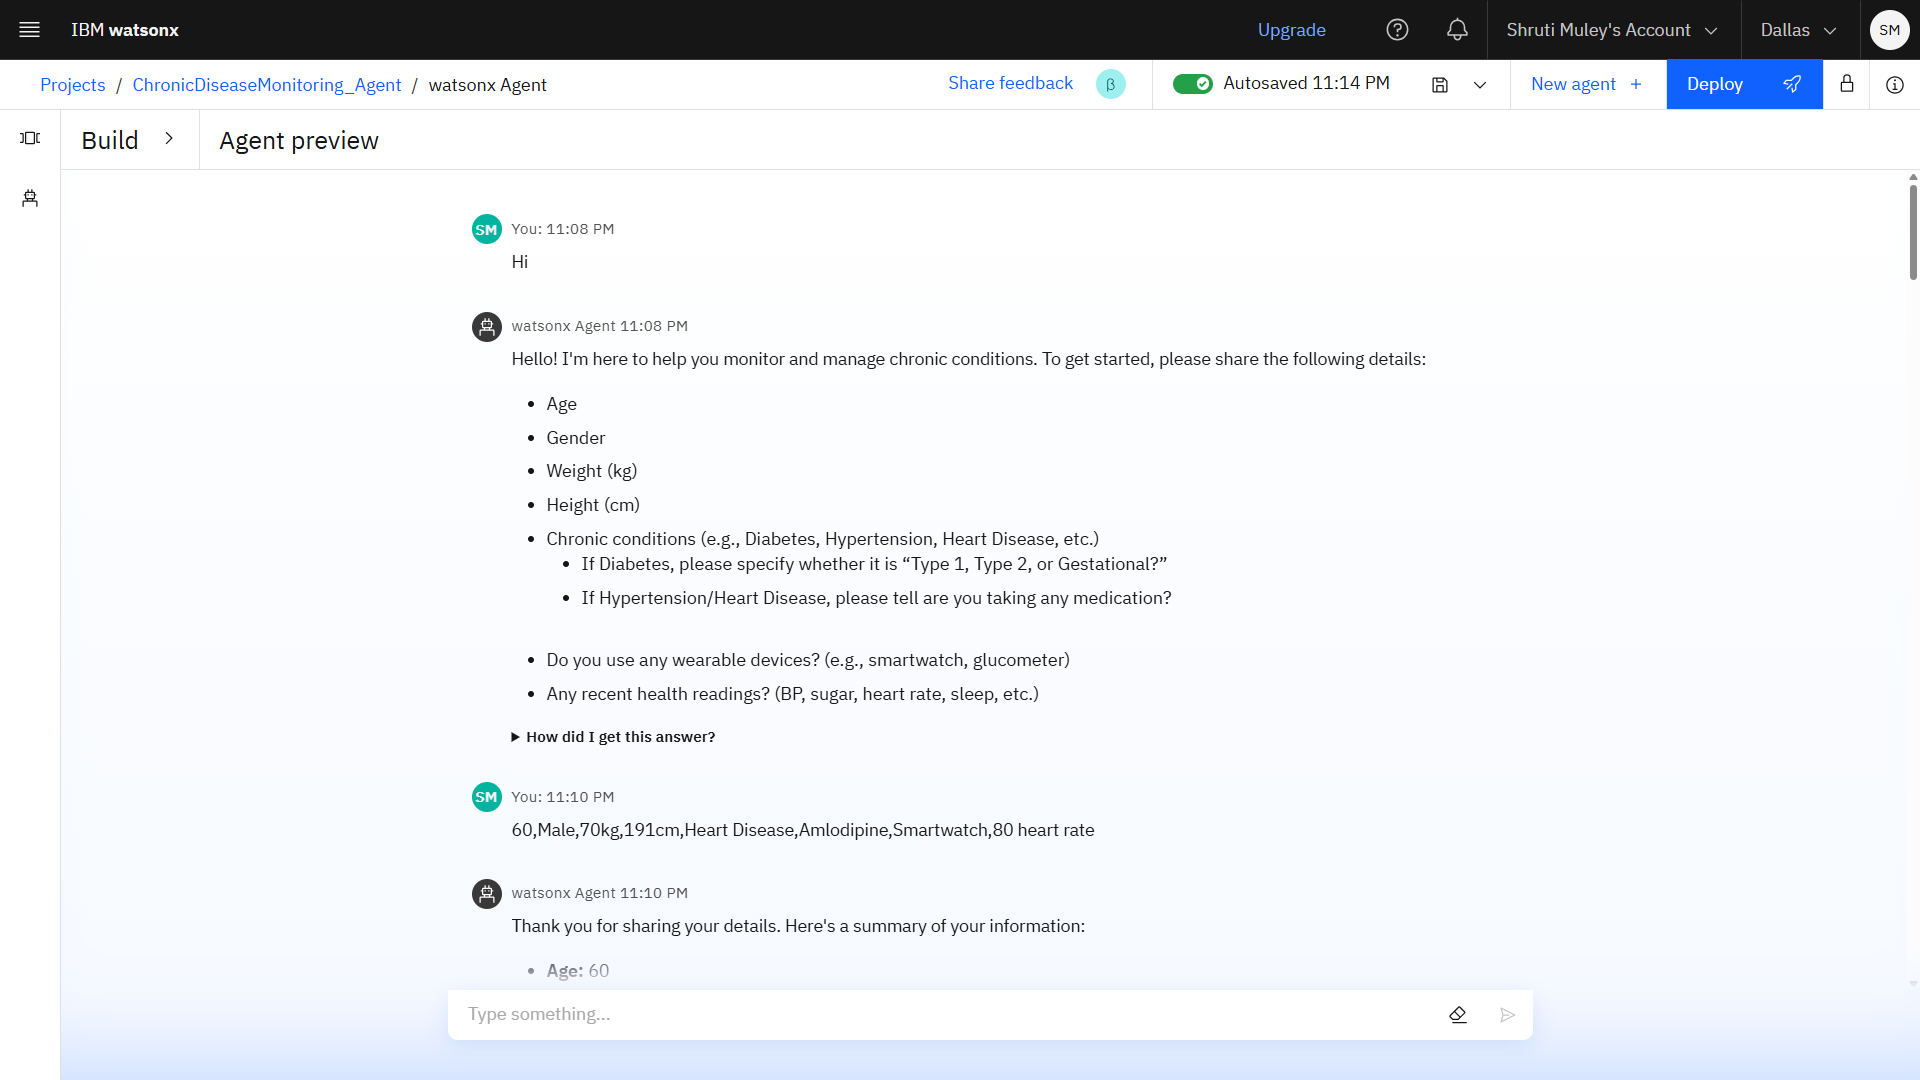 IBM watsonx
Upgrade
Shruti Muley's Account
Dallas
SM
Projects / ChronicDiseaseMonitoring_Agent / watsonx Agent
Share feedback
β
Autosaved 11:14 PM
New agent +
Deploy
Build
Agent preview
SM
You: 11:08 PM
Hi
watsonx Agent 11:08 PM
Hello! I'm here to help you monitor and manage chronic conditions. To get started, please share the following details:
• Age
• Gender
• Weight (kg)
• Height (cm)
• Chronic conditions (e.g., Diabetes, Hypertension, Heart Disease, etc.)
• If Diabetes, please specify whether it is “Type 1, Type 2, or Gestational?”
• If Hypertension/Heart Disease, please tell are you taking any medication?
• Do you use any wearable devices? (e.g., smartwatch, glucometer)
• Any recent health readings? (BP, sugar, heart rate, sleep, etc.)
How did I get this answer?
SM
You: 11:10 PM
60,Male,70kg,191cm,Heart Disease,Amlodipine,Smartwatch,80 heart rate
watsonx Agent 11:10 PM
Thank you for sharing your details. Here's a summary of your information:
• Age: 60
Type something...